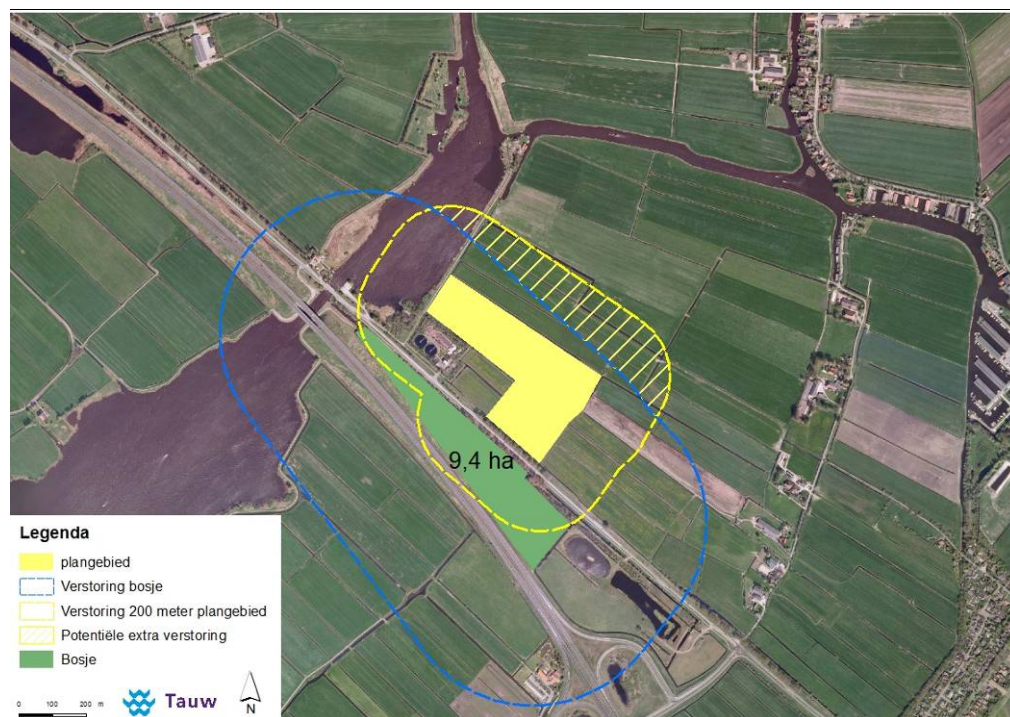 9,4 ha
Legenda
plangebied
Verstoring bosje
Verstoring 200 meter plangebied
Potentiële extra verstoring
Bosje
0 100 200 m
Tauw
N